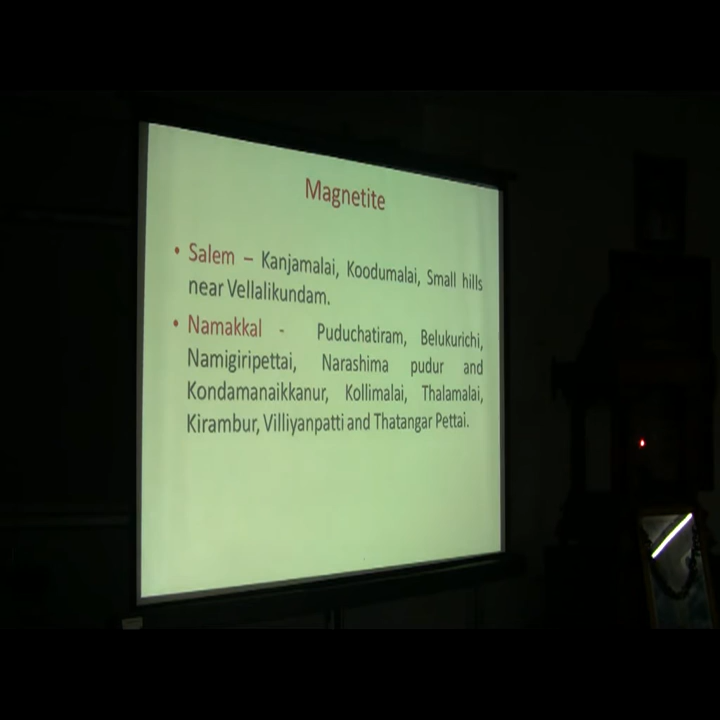 Magnetite
• Salem – Kanjamalai, Koodumalai, Small hills
near Vellalikundam.
• Namakkal - Puduchatiram, Belukurichi,
Namigiripettai, Narashima pudur and
Kondamanaikkanur, Kollimalai, Thalamalai,
Kirambur, Villiyanpatti and Thatangar Pettai.